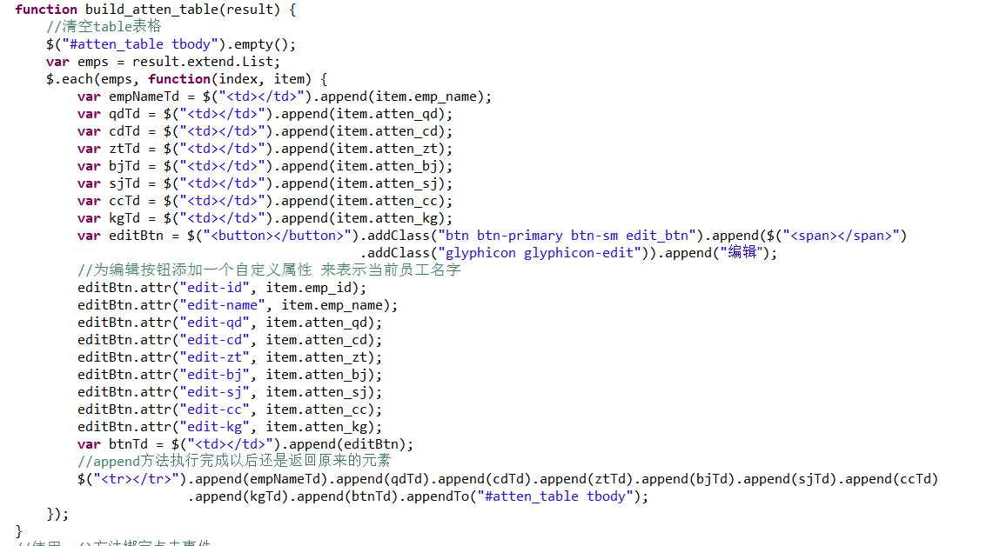 function build_atten_table(result) {
//清空table表格
$("#atten_table tbody").empty();
var emps = result.extend.List;
$.each(emps, function(index, item) {
var empNameTd = $("<td></td>").append(item.emp_name);
var qdTd = $("<td></td>").append(item.atten_qd);
var cdTd = $("<td></td>").append(item.atten_cd);
var ztTd = $("<td></td>").append(item.atten_zt);
var bjTd = $("<td></td>").append(item.atten_bj);
var sjTd = $("<td></td>").append(item.atten_sj);
var ccTd = $("<td></td>").append(item.atten_cc);
var kgTd = $("<td></td>").append(item.atten_kg);
var editBtn = $("<button></button>").addClass("btn btn-primary btn-sm edit_btn").append($("<span></span>")
.addClass("glyphicon glyphicon-edit")).append("编辑");
//为编辑按钮添加一个自定义属性 来表示当前员工名字
editBtn.attr("edit-id", item.emp_id);
editBtn.attr("edit-name", item.emp_name);
editBtn.attr("edit-qd", item.atten_qd);
editBtn.attr("edit-cd", item.atten_cd);
editBtn.attr("edit-zt", item.atten_zt);
editBtn.attr("edit-bj", item.atten_bj);
editBtn.attr("edit-sj", item.atten_sj);
editBtn.attr("edit-cc", item.atten_cc);
editBtn.attr("edit-kg", item.atten_kg);
var btnTd = $("<td></td>").append(editBtn);
//append方法执行完成以后还是返回原来的元素
$("<tr></tr>").append(empNameTd).append(qdTd).append(cdTd).append(ztTd).append(bjTd).append(sjTd).append(ccTd)
.append(kgTd).append(btnTd).appendTo("#atten_table tbody");
});
}